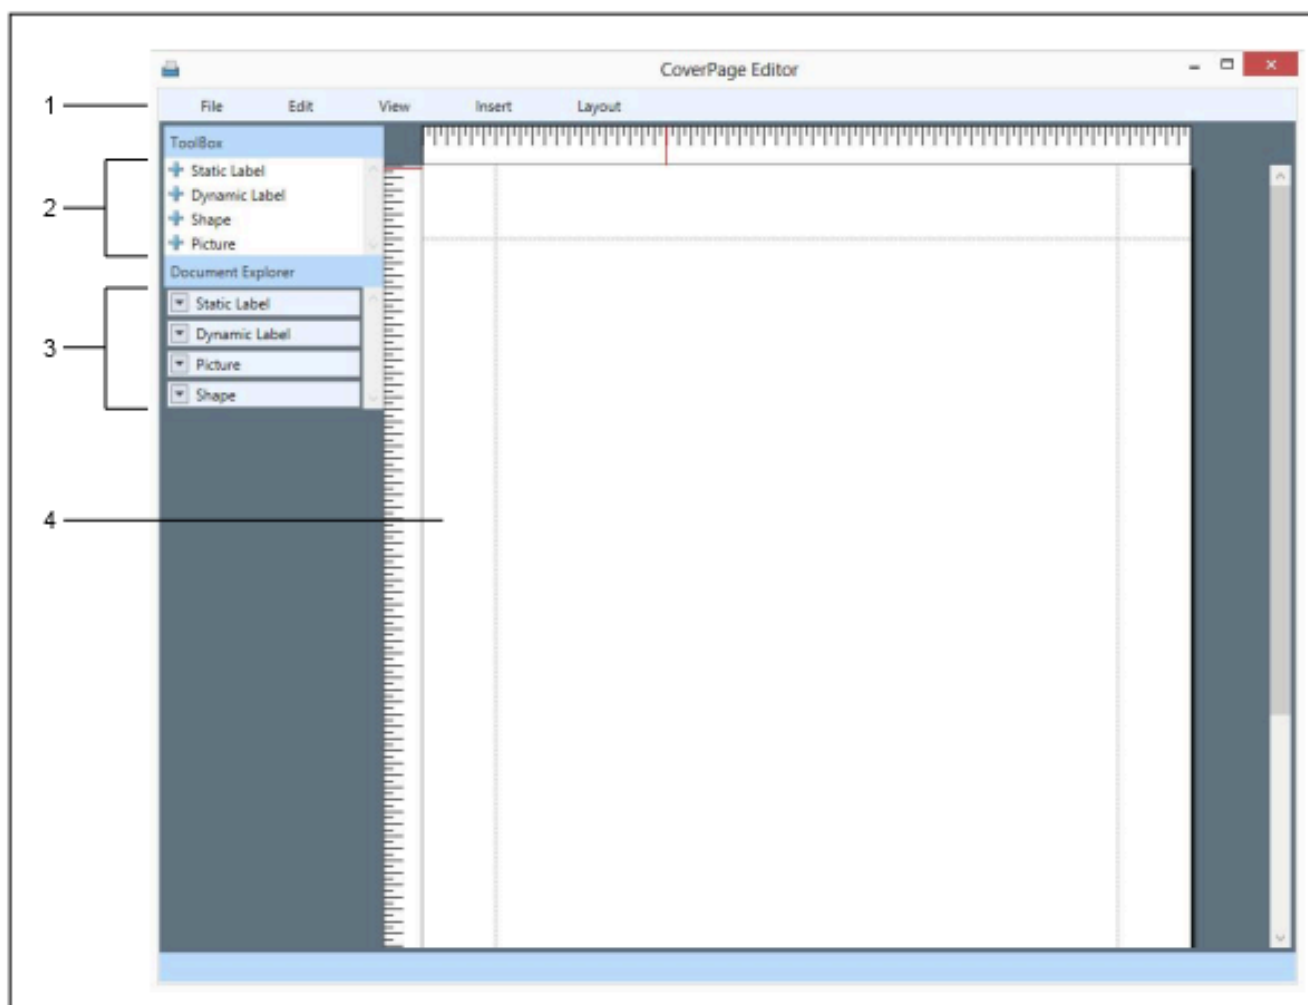 CoverPage Editor
1
File Edit View Insert Layout
ToolBox
Static Label
2
Dynamic Label
Shape
Picture
Document Explorer
Static Label
Dynamic Label
3
Picture
Shape
4